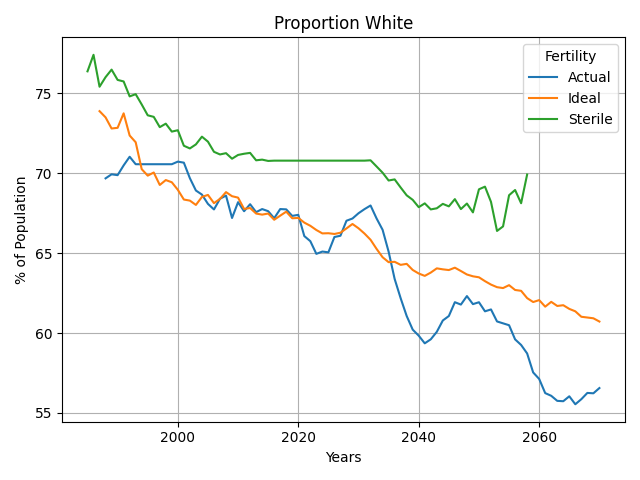 Proportion White
Fertility
Actual
Ideal
Sterile
% of Population
75
70
65
60
55
2000
2020
2040
2060
Years